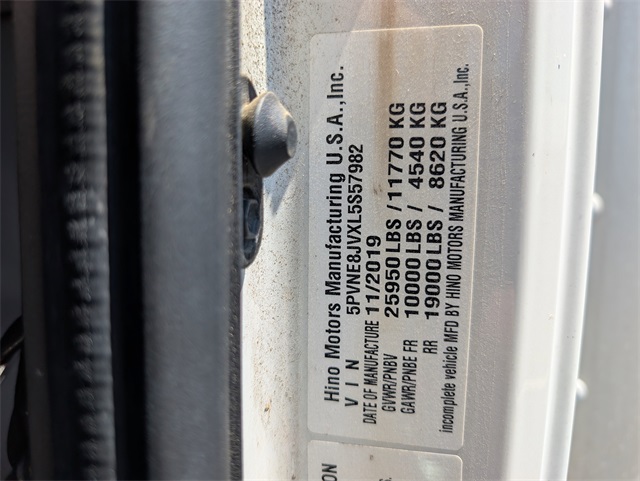 Hino Motors Manufacturing U.S.A.,Inc.
VIN 5PVNE8JVXL5S57982
DATE OF MANUFACTURE 11/2019
GVWR/PNBV 25950 LBS / 11770 KG
GAWR/PNBE FR 10000 LBS / 4540 KG
RR 19000 LBS / 8620 KG
incomplete vehicle MFD BY HINO MOTORS MANUFACTURING U.S.A.,INC.